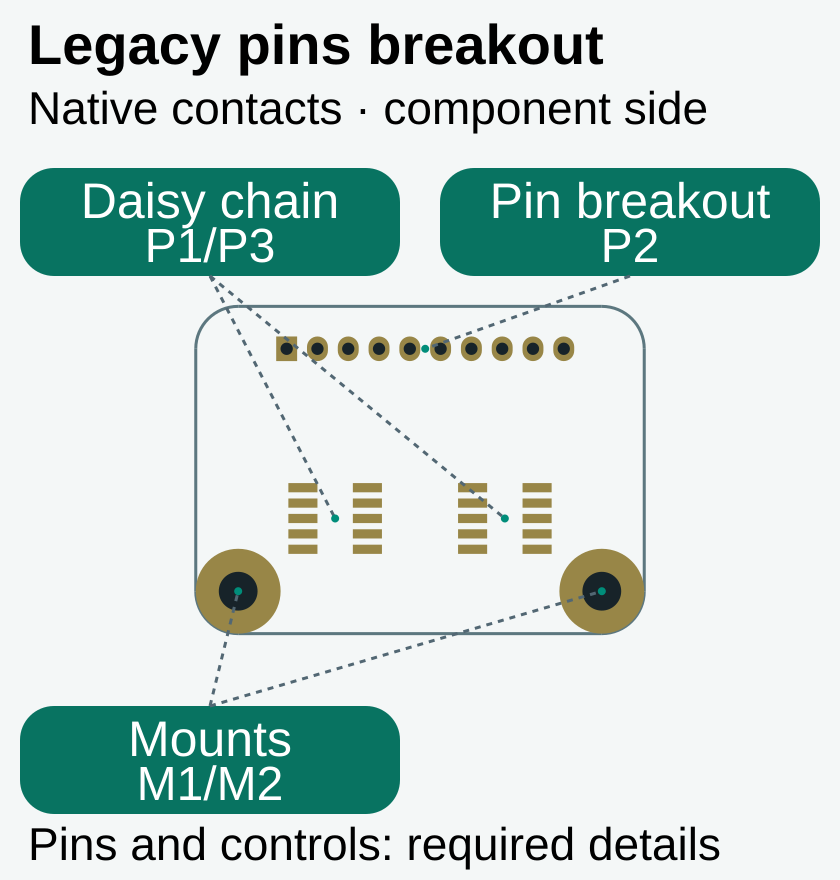 Legacy pins breakout
Native contacts · component side
Daisy chain
P1/P3
Pin breakout
P2
Mounts
M1/M2
Pins and controls: required details